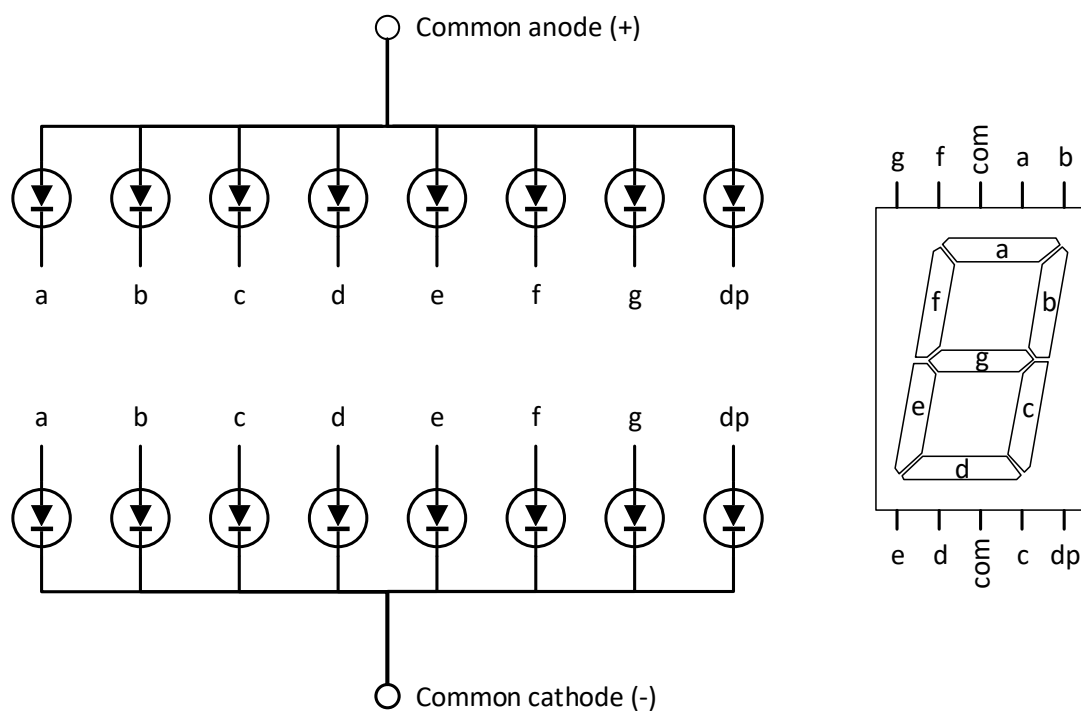 Common anode (+)
a b c d e f g dp
a b c d e f g dp
Common cathode (-)
g f com a b
a
f b
g
e c
d
e d com c dp